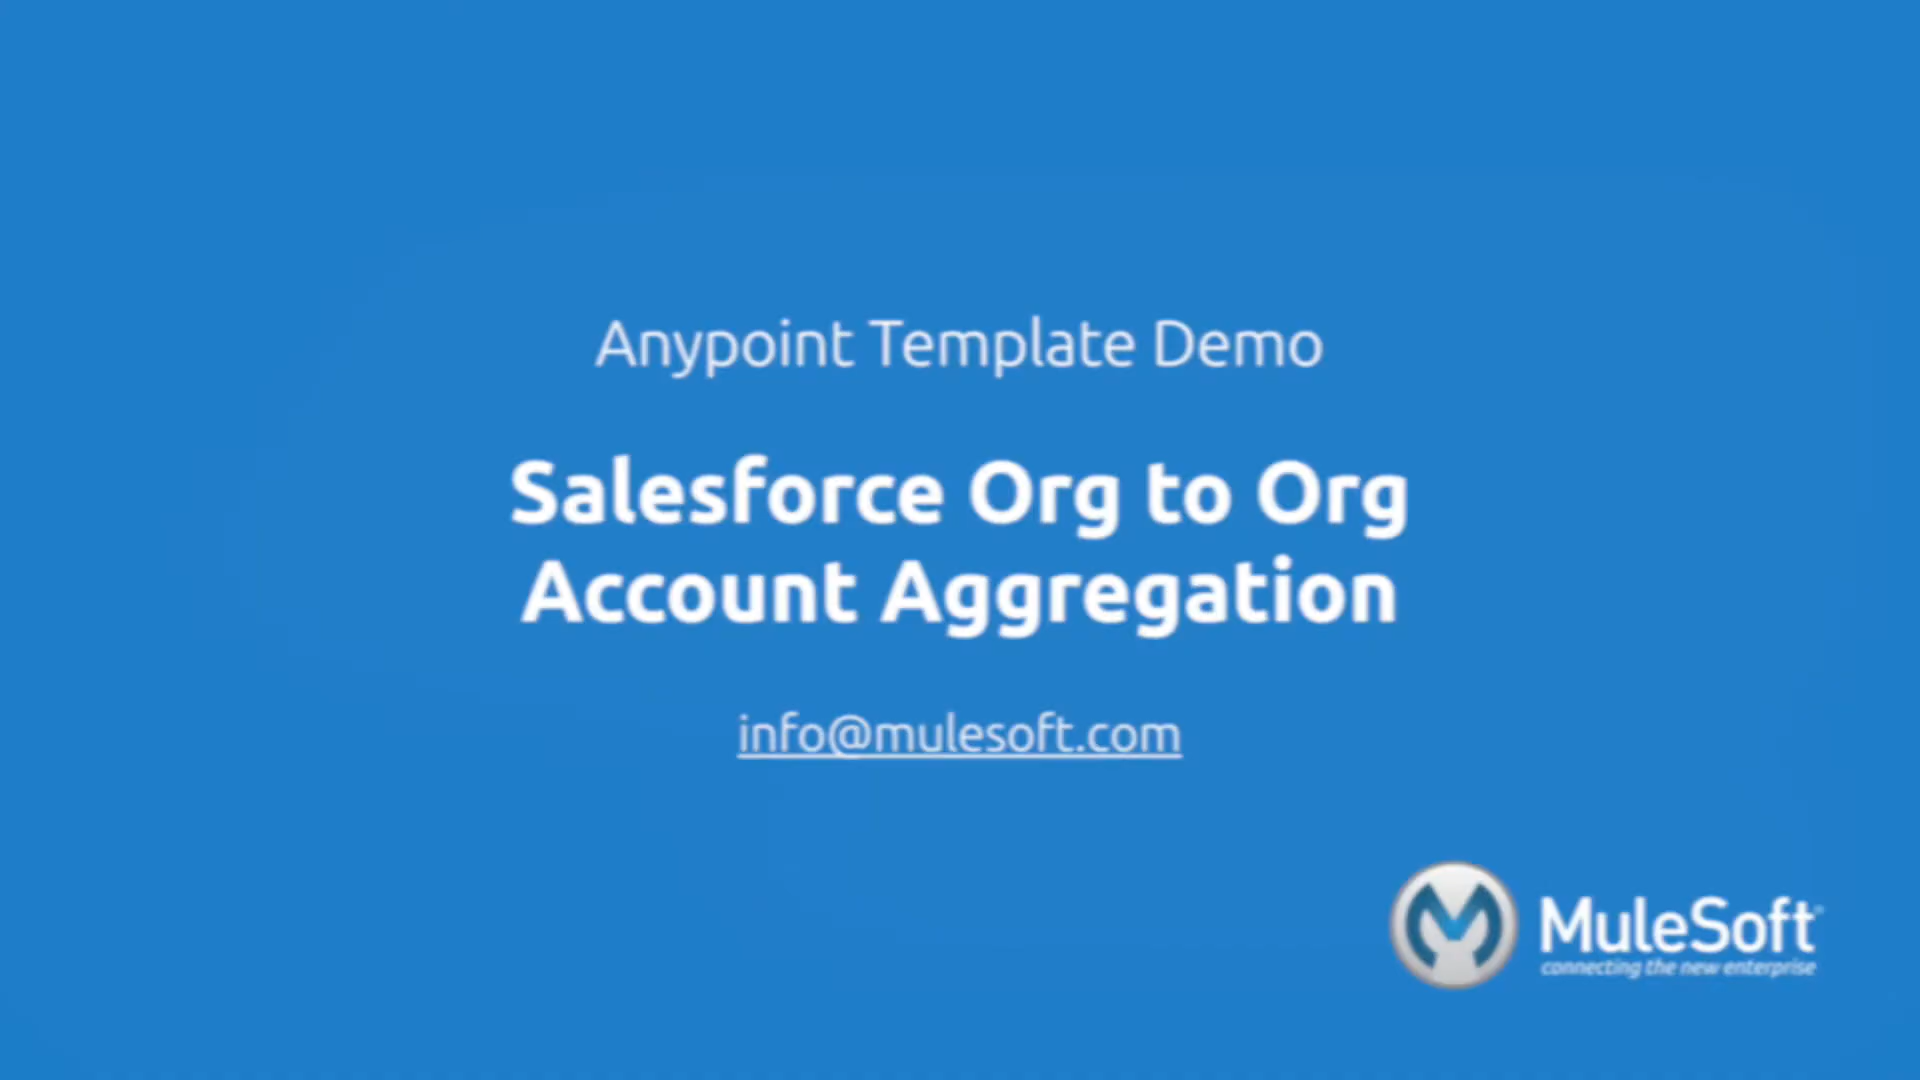 Anypoint Template Demo
Salesforce Org to Org
Account Aggregation
info@mulesoft.com
MuleSoft
connecting the new enterprise